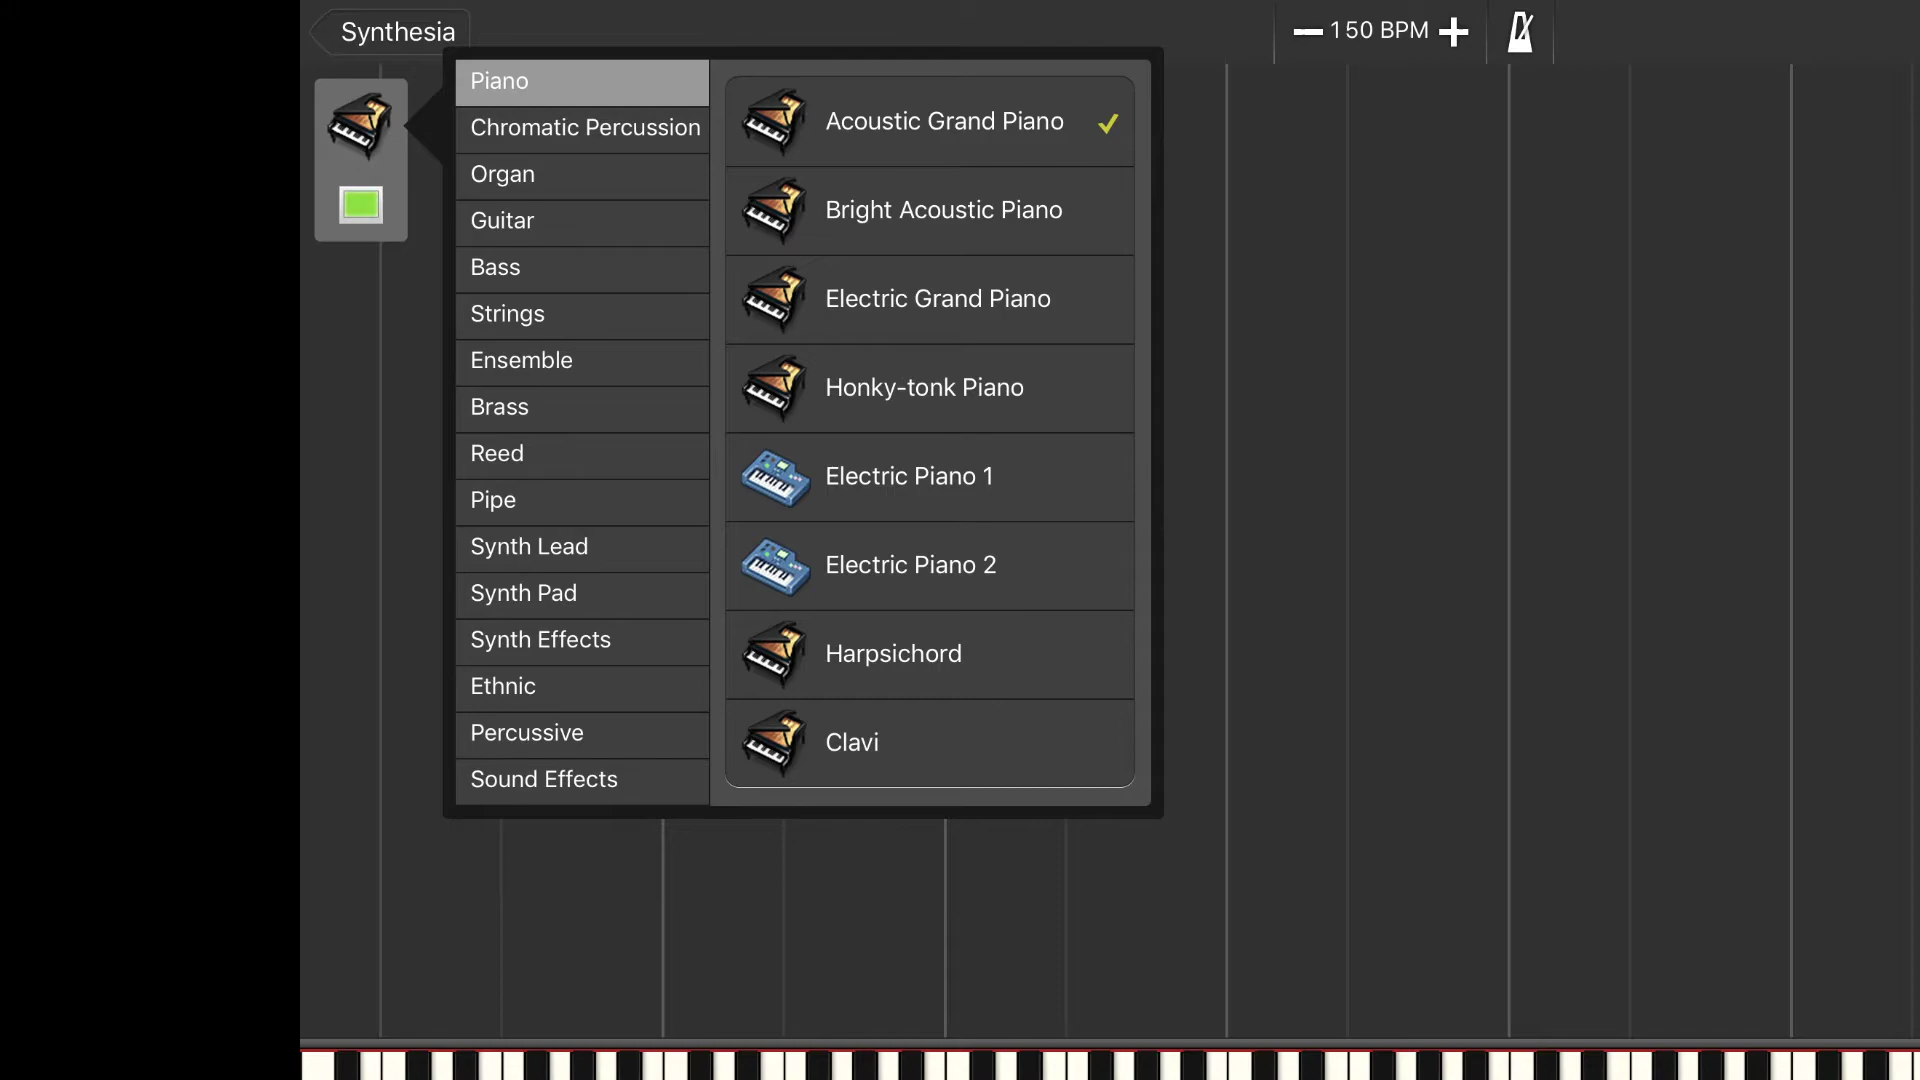 Synthesia
150 BPM
Piano
Chromatic Percussion
Organ
Guitar
Bass
Strings
Ensemble
Brass
Reed
Pipe
Synth Lead
Synth Pad
Synth Effects
Ethnic
Percussive
Sound Effects
Acoustic Grand Piano
Bright Acoustic Piano
Electric Grand Piano
Honky-tonk Piano
Electric Piano 1
Electric Piano 2
Harpsichord
Clavi